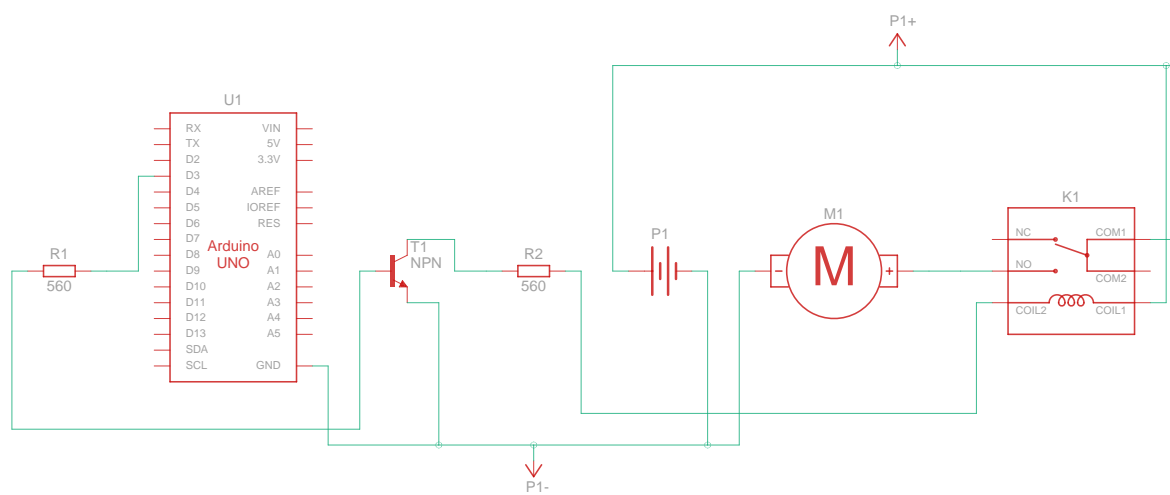 P1+
U1
RX
VIN
TX
5V
D2
3.3V
D3
D4
AREF
D5
IOREF
D6
RES
D7
D8
A0
Arduino
UNO
D9
A1
D10
A2
D11
A3
D12
A4
D13
A5
SDA
SCL
GND
R1
560
T1
NPN
R2
560
P1
M1
M
-
+
K1
NC
COM1
NO
COM2
COIL2
COIL1
P1-